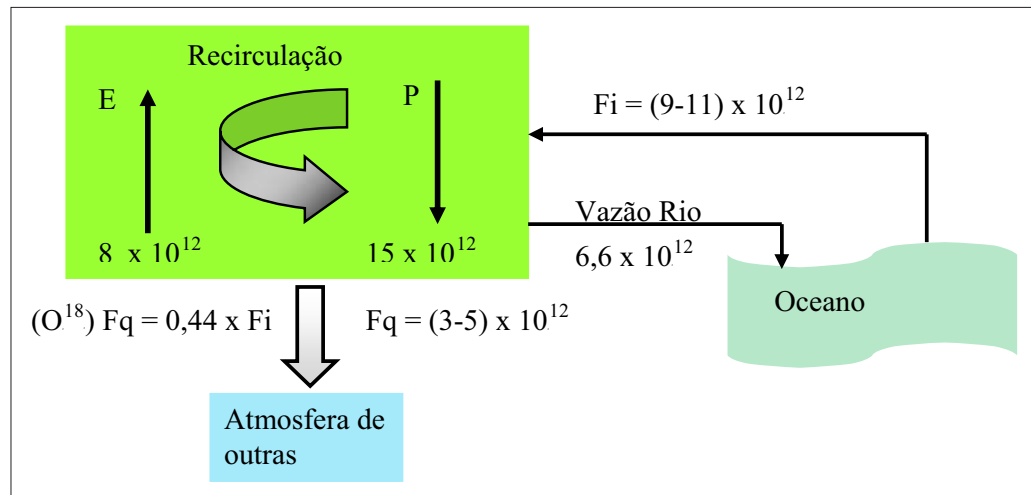 Recirculação
E
P
8 x 10¹²
15 x 10¹²
Fi = (9-11) x 10¹²
Vazão Rio
6,6 x 10¹²
Oceano
(O¹⁸) Fq = 0,44 x Fi
Fq = (3-5) x 10¹²
Atmosfera de
outras